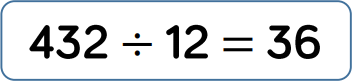 432 ÷ 12 = 36